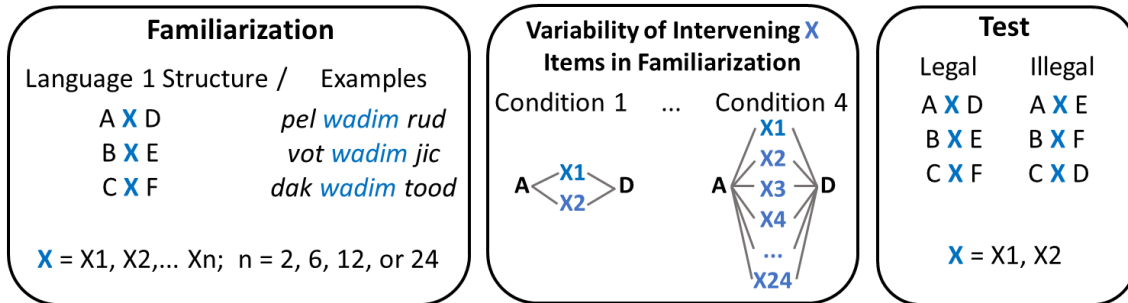 Familiarization
Language 1 Structure / Examples
A X D pel wadim rud
B X E vot wadim jic
C X F dak wadim tood
X = X1, X2,... Xn; n = 2, 6, 12, or 24
Variability of Intervening X
Items in Familiarization
Condition 1 ... Condition 4
A X1 X2 D
A X1 X2 X3 X4 ... X24 D
Test
Legal Illegal
A X D A X E
B X E B X F
C X F C X D
X = X1, X2